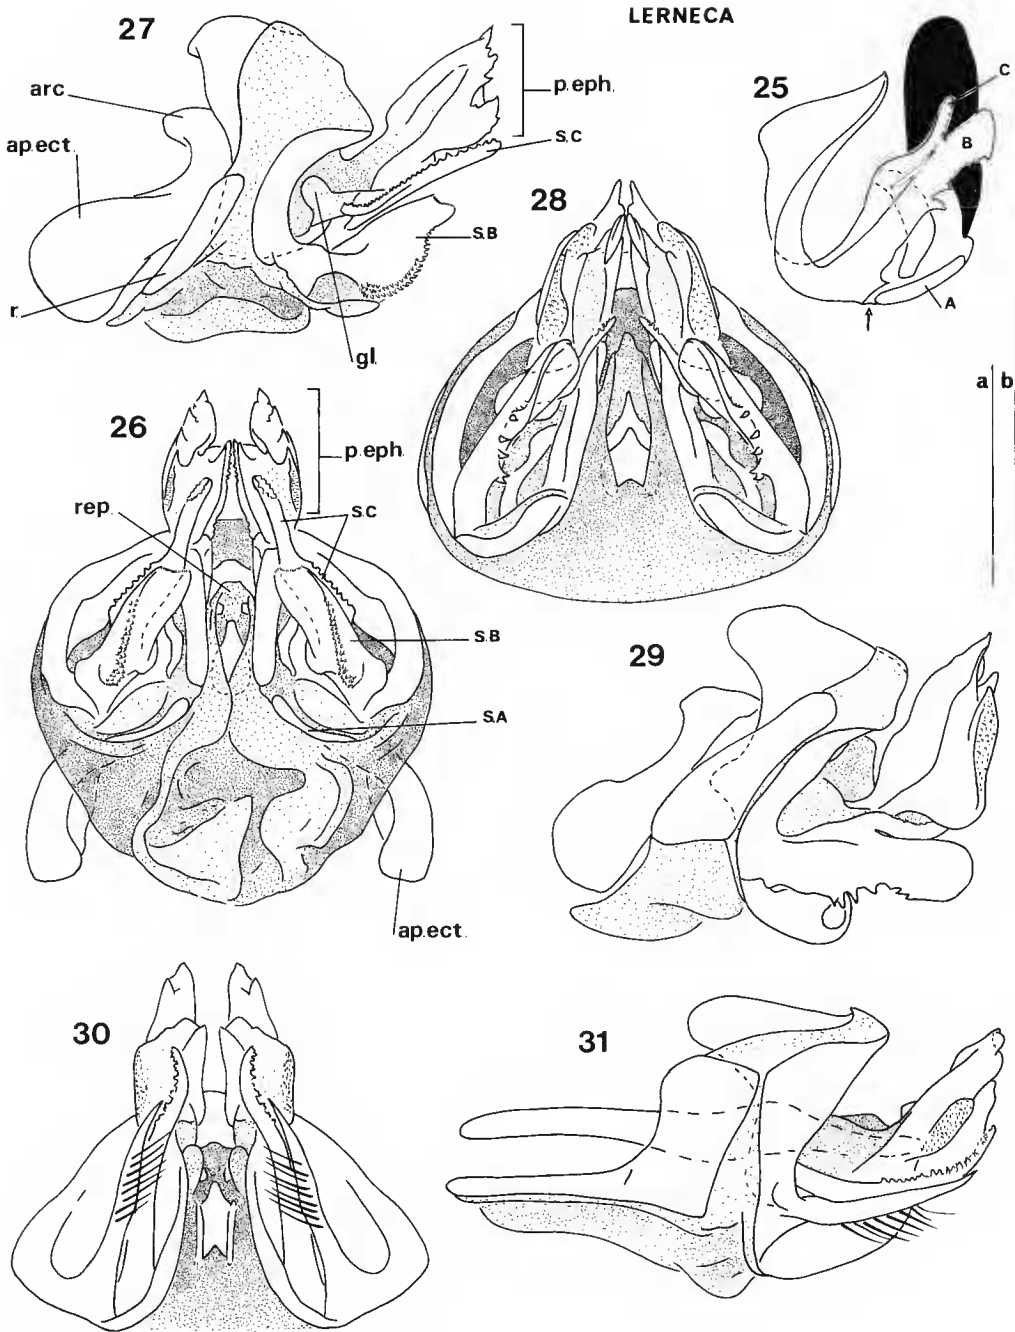 LERNECA
27
arc
ap.ect.
r.
gl.
p.eph.
s.C
s.B
25
C
B
A
28
a b
26
p.eph.
rep.
s.C
s.B
s.A
ap.ect.
29
30
31